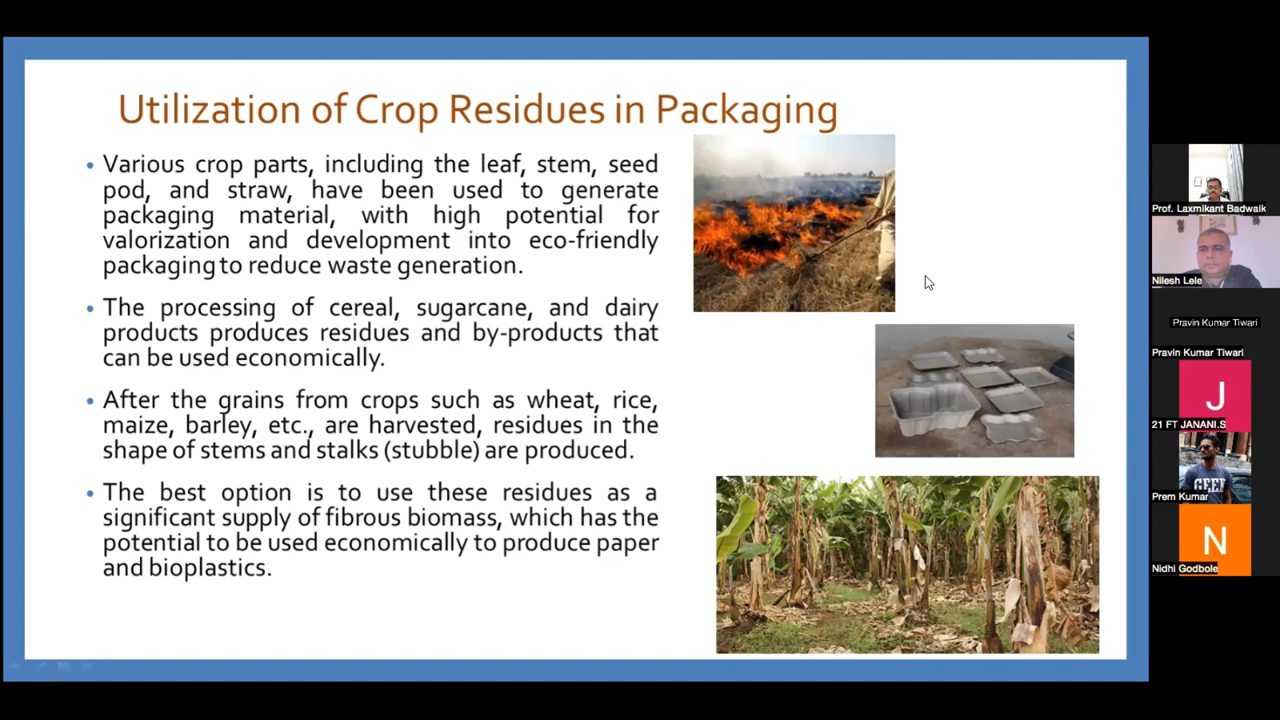 Utilization of Crop Residues in Packaging
• Various crop parts, including the leaf, stem, seed
pod, and straw, have been used to generate
packaging material, with high potential for
valorization and development into eco-friendly
packaging to reduce waste generation.
• The processing of cereal, sugarcane, and dairy
products produces residues and by-products that
can be used economically.
• After the grains from crops such as wheat, rice,
maize, barley, etc., are harvested, residues in the
shape of stems and stalks (stubble) are produced.
• The best option is to use these residues as a
significant supply of fibrous biomass, which has the
potential to be used economically to produce paper
and bioplastics.
Prof. Laxmikant Badwaik
Nilesh Lele
Pravin Kumar Tiwari
Pravin Kumar Tiwari
J
21 FT JANANI.S
GEEK
Prem Kumar
N
Nidhi Godbole